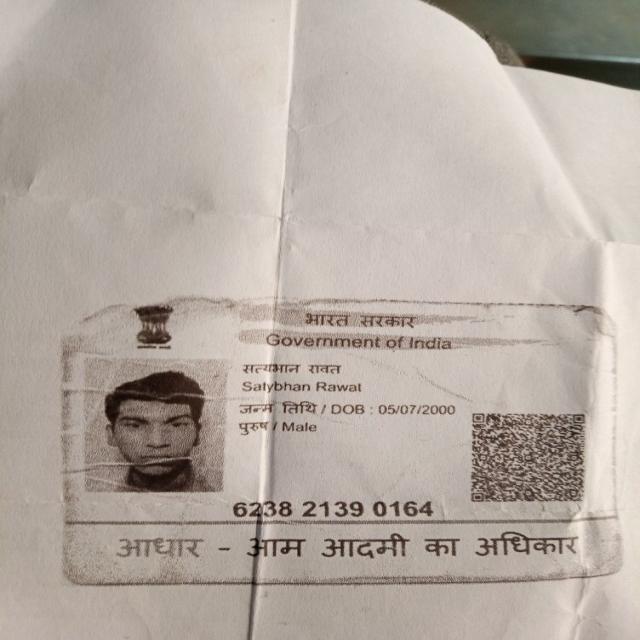 भारत सरकार
Government of India
सत्यभान रावत
Satybhan Rawat
जन्म तिथि / DOB : 05/07/2000
पुरुष / Male
6238 2139 0164
आधार - आम आदमी का अधिकार